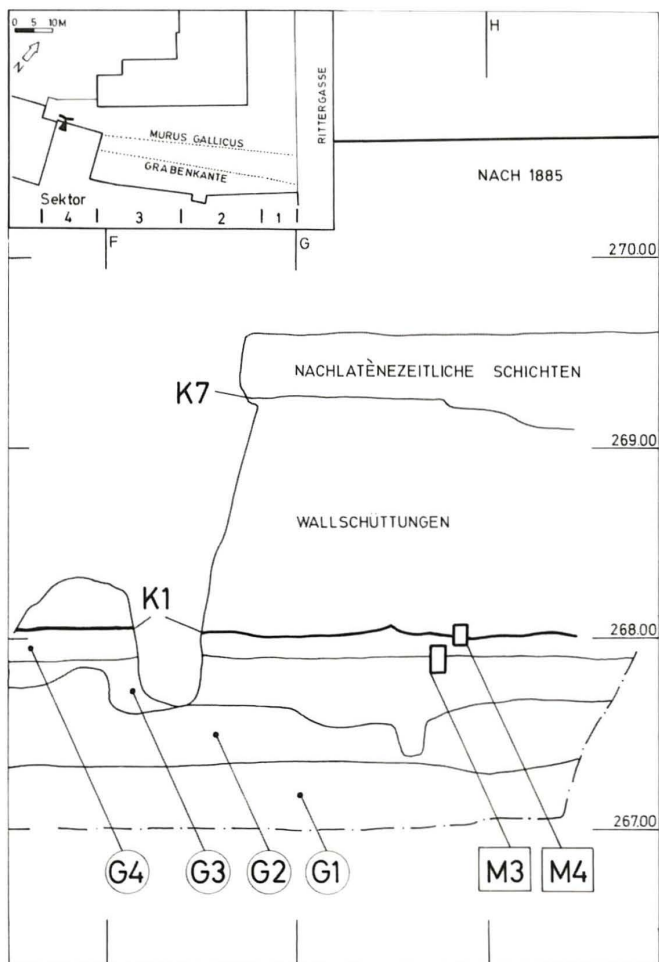 0 5 10M
N
MURUS GALLICUS
GRABENKANTE
RITTERGASSE
Sektor
4 3 2 1
H
NACH 1885
F
G
270.00
NACHLATÈNEZEITLICHE SCHICHTEN
K7
269.00
WALLSCHÜTTUNGEN
K1
268.00
267.00
G4 G3 G2 G1 M3 M4